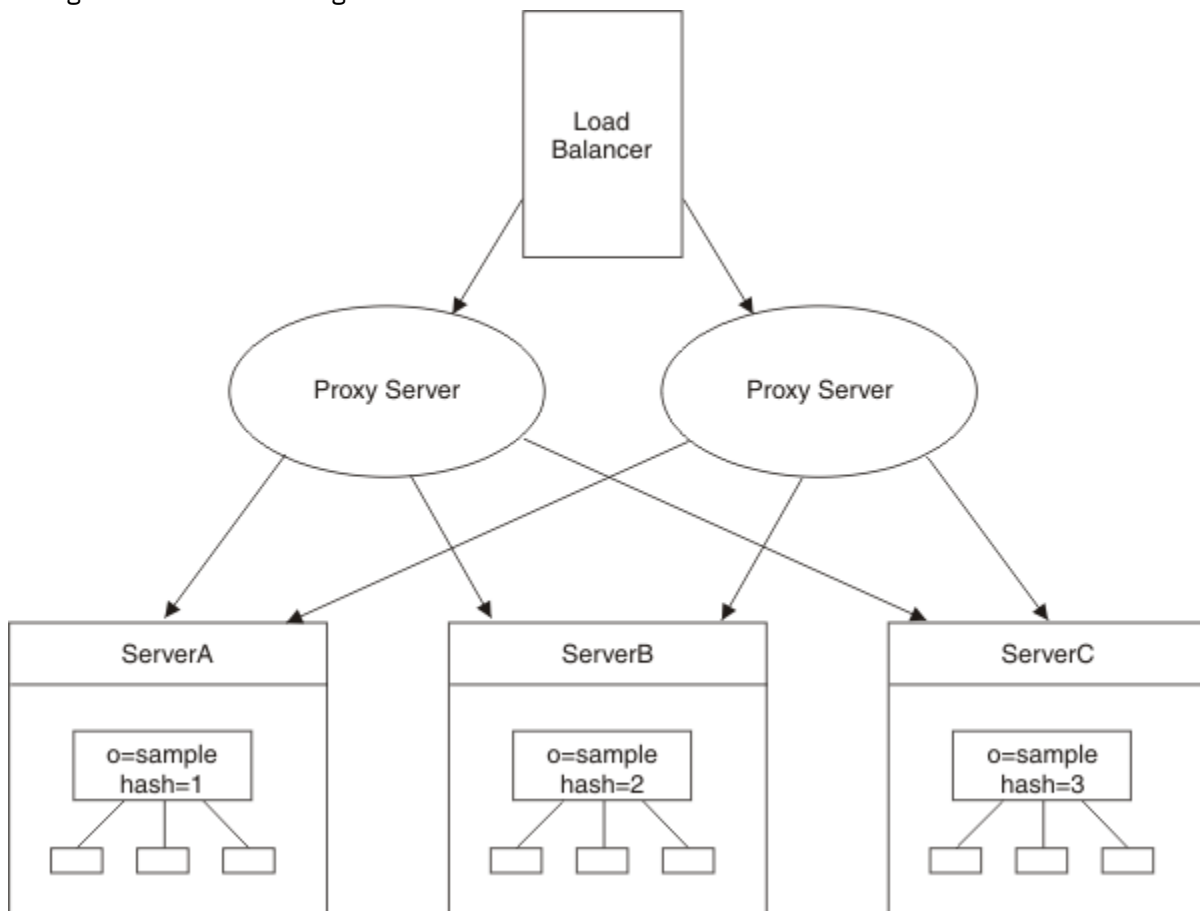 Load
Balancer
Proxy Server
Proxy Server
ServerA
ServerB
ServerC
o=sample
hash=1
o=sample
hash=2
o=sample
hash=3